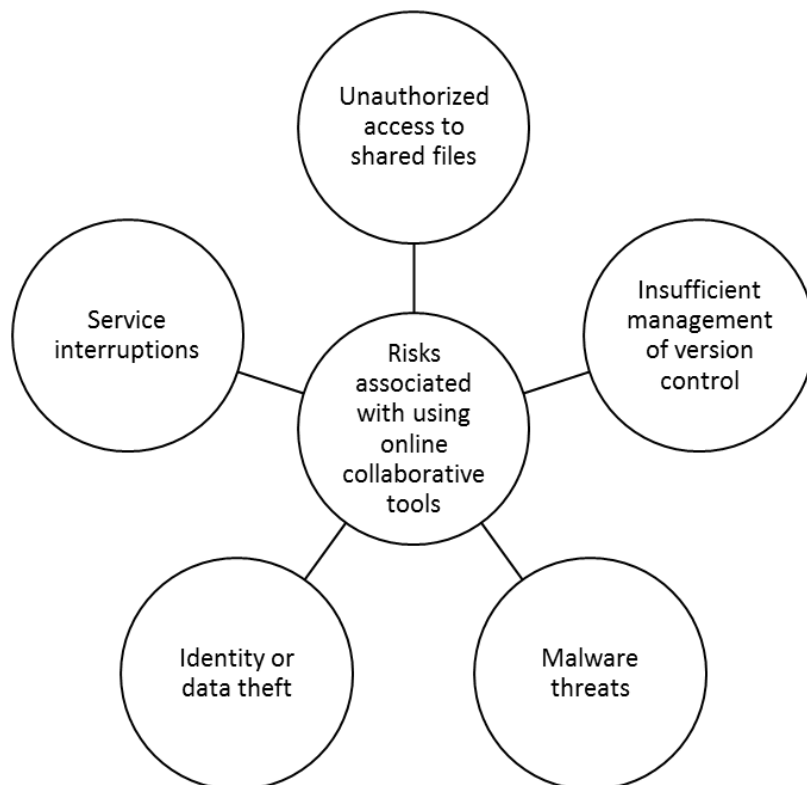 Unauthorized
access to
shared files
Service
interruptions
Insufficient
management
of version
control
Risks
associated
with using
online
collaborative
tools
Identity or
data theft
Malware
threats